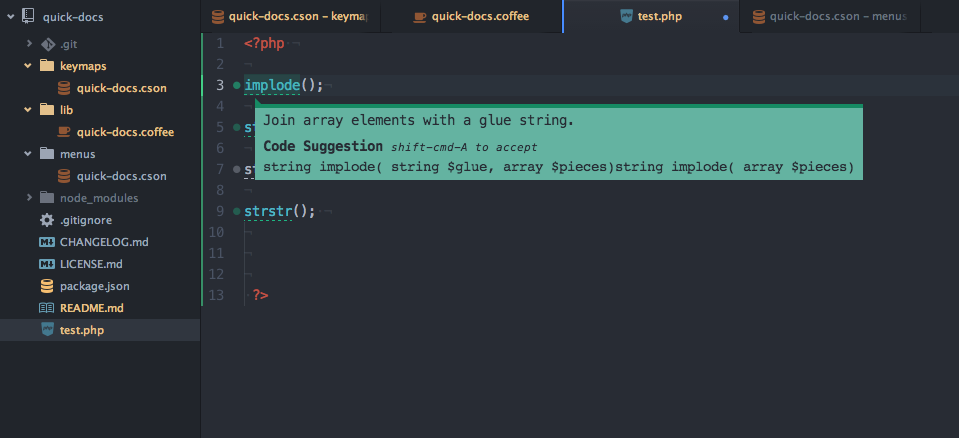 quick-docs
.git
keymaps
quick-docs.cson
lib
quick-docs.coffee
menus
quick-docs.cson
node_modules
.gitignore
CHANGELOG.md
LICENSE.md
package.json
README.md
test.php
quick-docs.cson – keymap
quick-docs.coffee
test.php
quick-docs.cson – menus
1 <?php
2
3 implode();
4
Join array elements with a glue string.
Code Suggestion shift-cmd-A to accept
string implode( string $glue, array $pieces)string implode( array $pieces)
5 st
6
7 s
8
9 strstr();
10
11
12
13 ?>